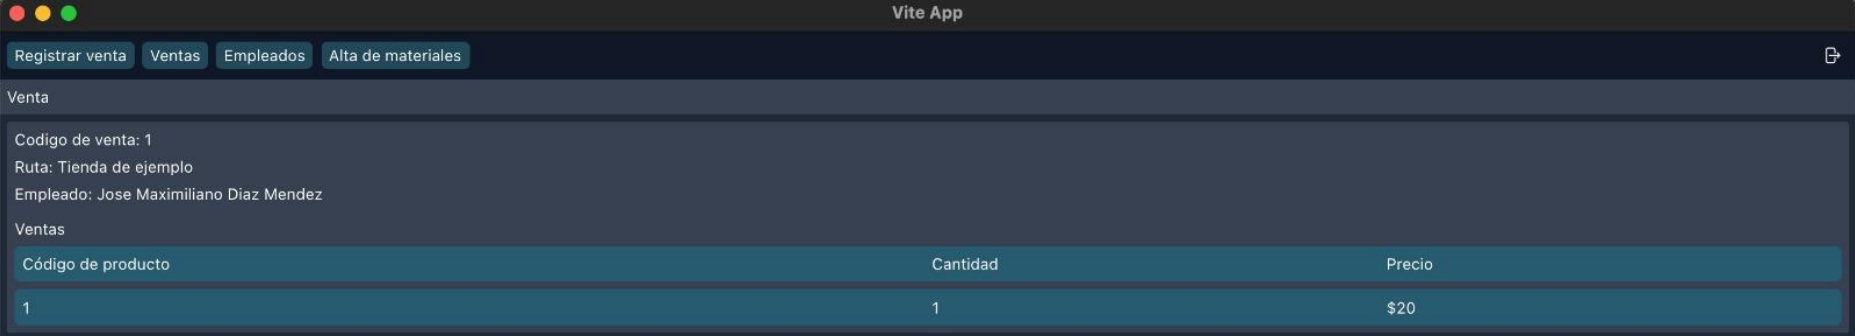 Vite App
Registrar venta Ventas Empleados Alta de materiales
Venta
Codigo de venta: 1
Ruta: Tienda de ejemplo
Empleado: Jose Maximiliano Diaz Mendez
Ventas
Código de producto Cantidad Precio
1 1 $20